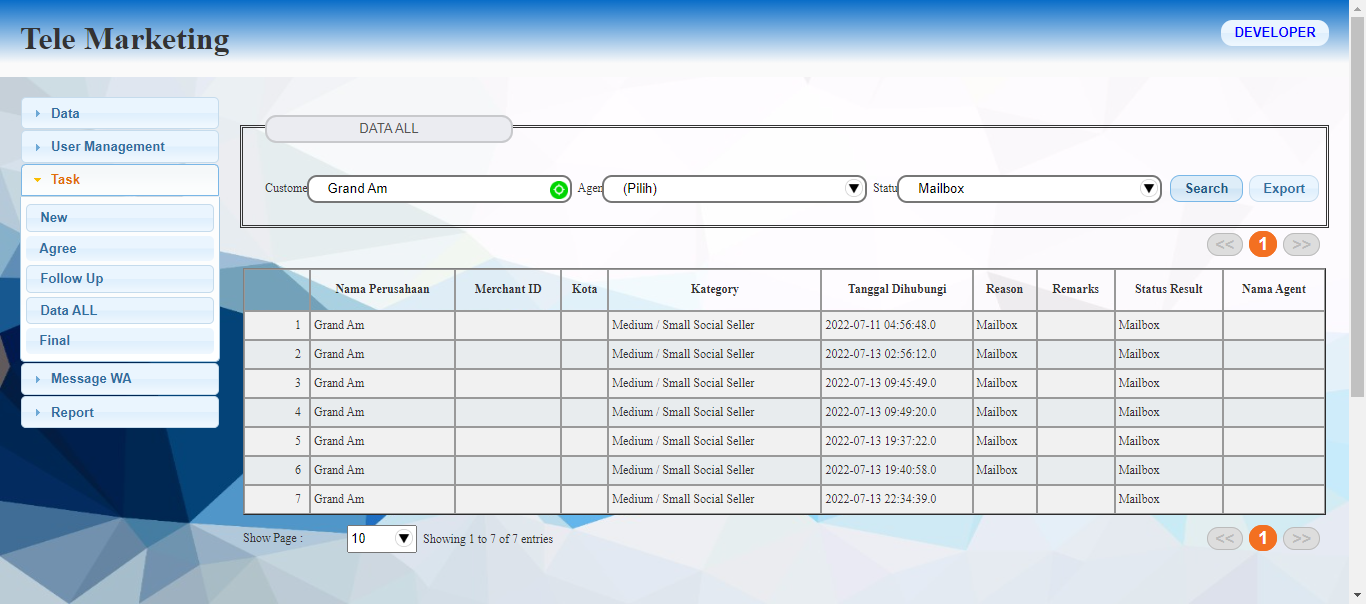 Tele Marketing
DEVELOPER
Data
User Management
Task
New
Agree
Follow Up
Data ALL
Final
Message WA
Report
DATA ALL
Custome Grand Am Agen (Pilih) Statu Mailbox Search Export
<< 1 >>
Nama Perusahaan Merchant ID Kota Kategory Tanggal Dihubungi Reason Remarks Status Result Nama Agent
1 Grand Am Medium / Small Social Seller 2022-07-11 04:56:48.0 Mailbox Mailbox
2 Grand Am Medium / Small Social Seller 2022-07-13 02:56:12.0 Mailbox Mailbox
3 Grand Am Medium / Small Social Seller 2022-07-13 09:45:49.0 Mailbox Mailbox
4 Grand Am Medium / Small Social Seller 2022-07-13 09:49:20.0 Mailbox Mailbox
5 Grand Am Medium / Small Social Seller 2022-07-13 19:37:22.0 Mailbox Mailbox
6 Grand Am Medium / Small Social Seller 2022-07-13 19:40:58.0 Mailbox Mailbox
7 Grand Am Medium / Small Social Seller 2022-07-13 22:34:39.0 Mailbox
Show Page : 10 Showing 1 to 7 of 7 entries << 1 >>